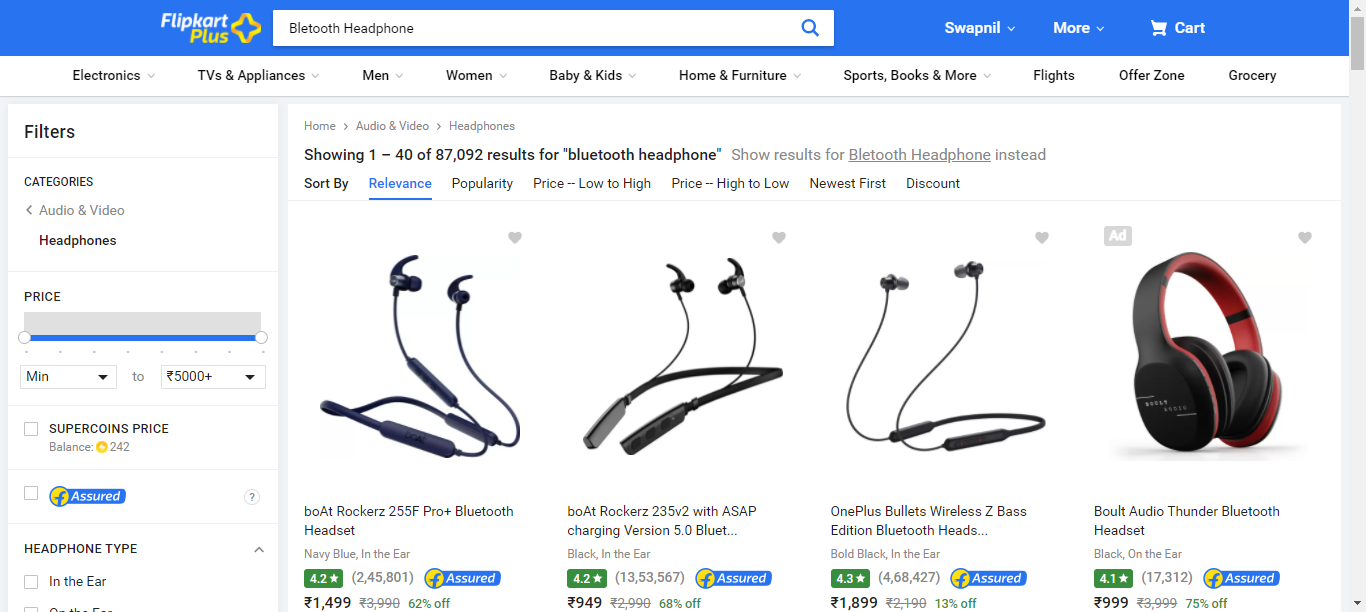 Flipkart
Plus
Bletooth Headphone
Swapnil
More
Cart
Electronics
TVs & Appliances
Men
Women
Baby & Kids
Home & Furniture
Sports, Books & More
Flights
Offer Zone
Grocery
Filters
CATEGORIES
Audio & Video
Headphones
PRICE
Min
to
₹5000+
SUPERCOINS PRICE
Balance: 242
Assured
?
HEADPHONE TYPE
In the Ear
On the Ear
Home > Audio & Video > Headphones
Showing 1 – 40 of 87,092 results for "bluetooth headphone" Show results for Bletooth Headphone instead
Sort By Relevance Popularity Price -- Low to High Price -- High to Low Newest First Discount
boAt Rockerz 255F Pro+ Bluetooth
Headset
Navy Blue, In the Ear
4.2 ★ (2,45,801) Assured
₹1,499 ₹3,990 62% off
boAt Rockerz 235v2 with ASAP
charging Version 5.0 Bluet...
Black, In the Ear
4.2 ★ (13,53,567) Assured
₹949 ₹2,990 68% off
OnePlus Bullets Wireless Z Bass
Edition Bluetooth Heads...
Bold Black, In the Ear
4.3 ★ (4,68,427) Assured
₹1,899 ₹2,190 13% off
Ad
BOULT
AUDIO
Boult Audio Thunder Bluetooth
Headset
Black, On the Ear
4.1 ★ (17,312) Assured
₹999 ₹3,999 75% off